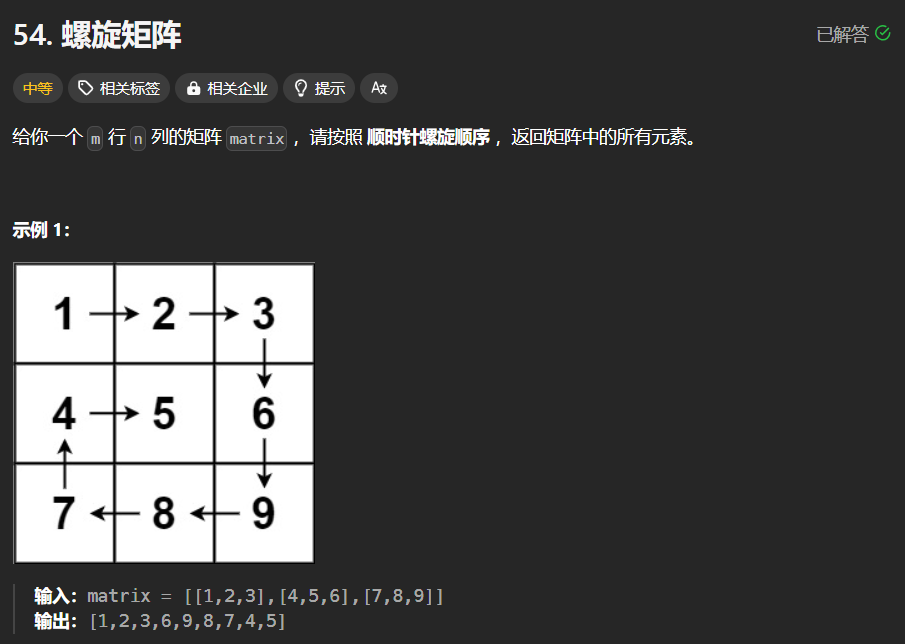 54. 螺旋矩阵
已解答
中等 相关标签 相关企业 提示 Aあ
给你一个 m 行 n 列的矩阵 matrix ，请按照 顺时针螺旋顺序 ，返回矩阵中的所有元素。
示例 1：
1 2 3
4 5 6
7 8 9
输入：matrix = [[1,2,3],[4,5,6],[7,8,9]]
输出：[1,2,3,6,9,8,7,4,5]